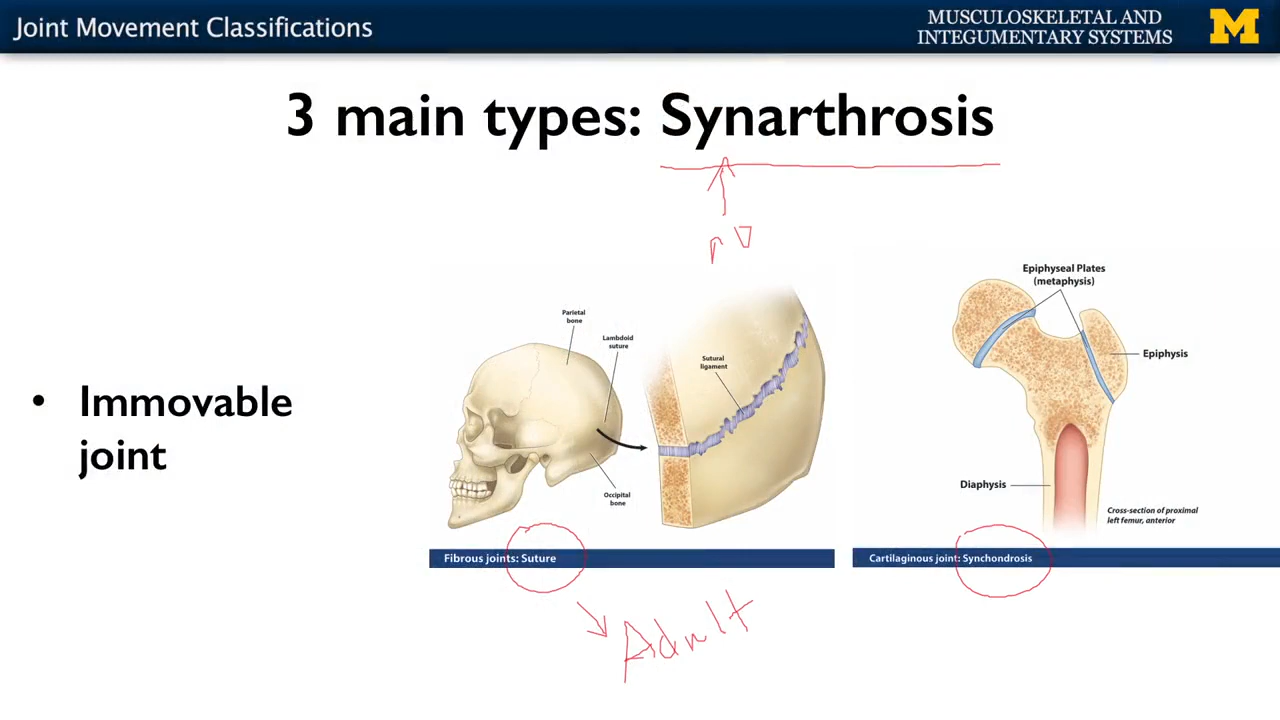 Joint Movement Classifications
MUSCULOSKELETAL AND
INTEGUMENTARY SYSTEMS
M
3 main types: Synarthrosis
• Immovable
joint
Parietal
bone
Lambdoid
suture
Occipital
bone
Sutural
ligament
Fibrous joints: Suture
Epiphyseal Plates
(metaphysis)
Epiphysis
Diaphysis
Cross-section of proximal
left femur, anterior
Cartilaginous joint: Synchondrosis
Adult